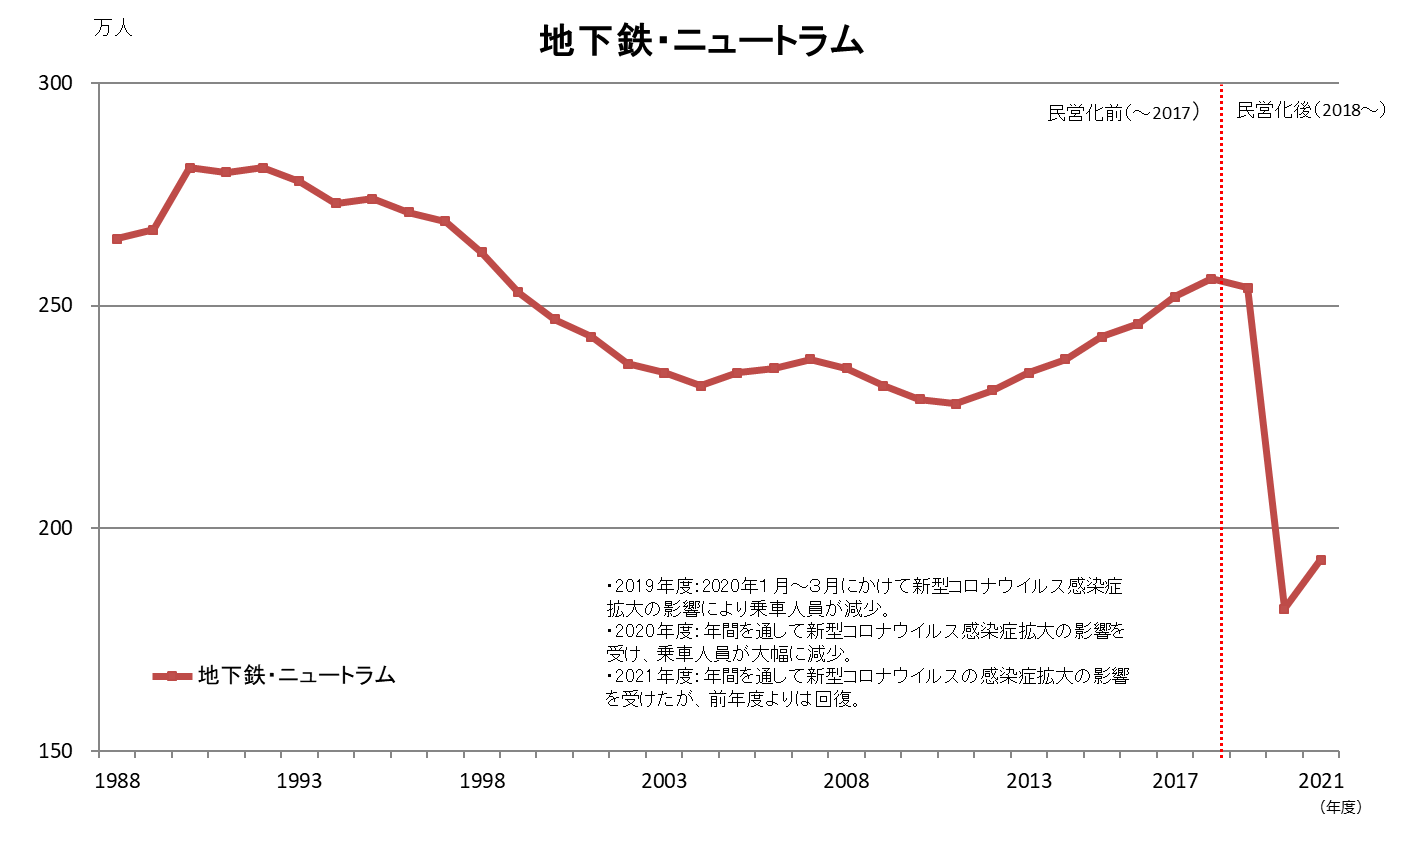 万人
地下鉄・ニュートラム
300
250
200
150
民営化前(～2017)
民営化後(2018～)
・2019年度：2020年１月～３月にかけて新型コロナウイルス感染症
拡大の影響により乗車人員が減少。
・2020年度：年間を通して新型コロナウイルス感染症拡大の影響を
受け、乗車人員が大幅に減少。
・2021年度：年間を通して新型コロナウイルスの感染症拡大の影響
を受けたが、前年度よりは回復。
地下鉄・ニュートラム
1988 1993 1998 2003 2008 2013 2017 2021
（年度）